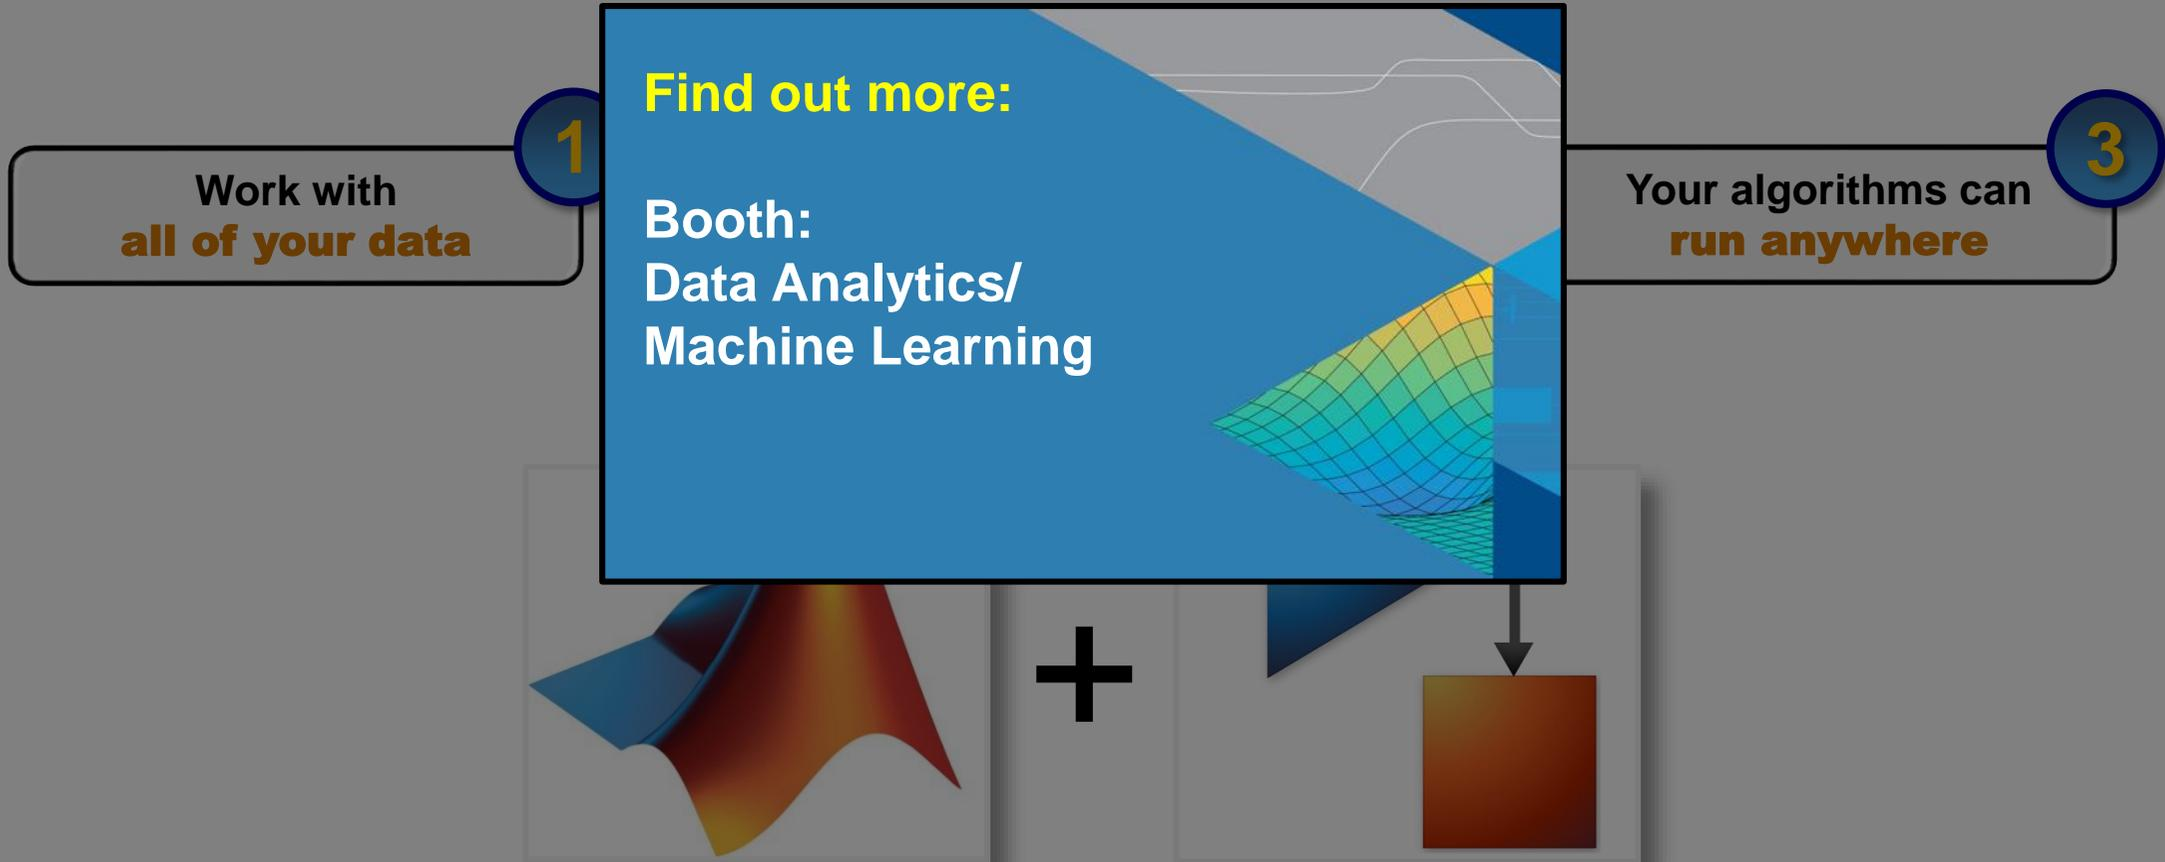 1
Work with
all of your data
Find out more:
Booth:
Data Analytics/
Machine Learning
3
Your algorithms can
run anywhere
+